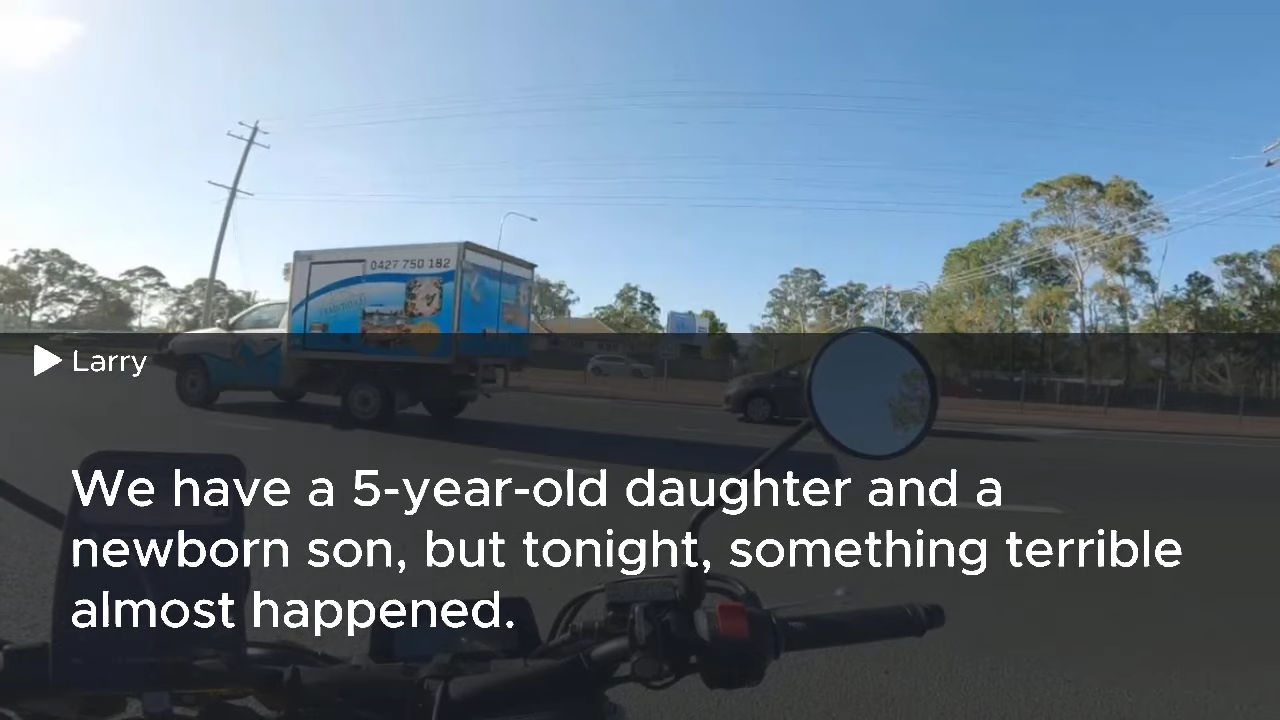 0427 750 182
Larry
We have a 5-year-old daughter and a
newborn son, but tonight, something terrible
almost happened.